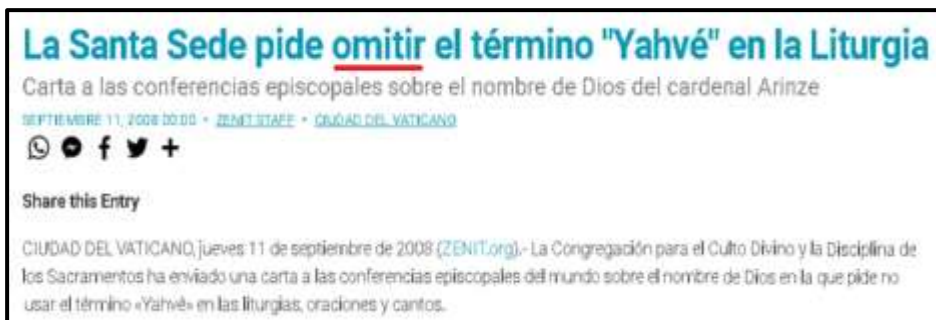 La Santa Sede pide omitir el término "Yahvé" en la Liturgia
Carta a las conferencias episcopales sobre el nombre de Dios del cardenal Arinze
SEPTIEMBRE 11, 2008 00:00 • ZENIT STAFF • CIUDAD DEL VATICANO
Share this Entry
CIUDAD DEL VATICANO, jueves 11 de septiembre de 2008 (ZENIT.org).- La Congregación para el Culto Divino y la Disciplina de
los Sacramentos ha enviado una carta a las conferencias episcopales del mundo sobre el nombre de Dios en la que pide no
usar el término «Yahvé» en las liturgias, oraciones y cantos.